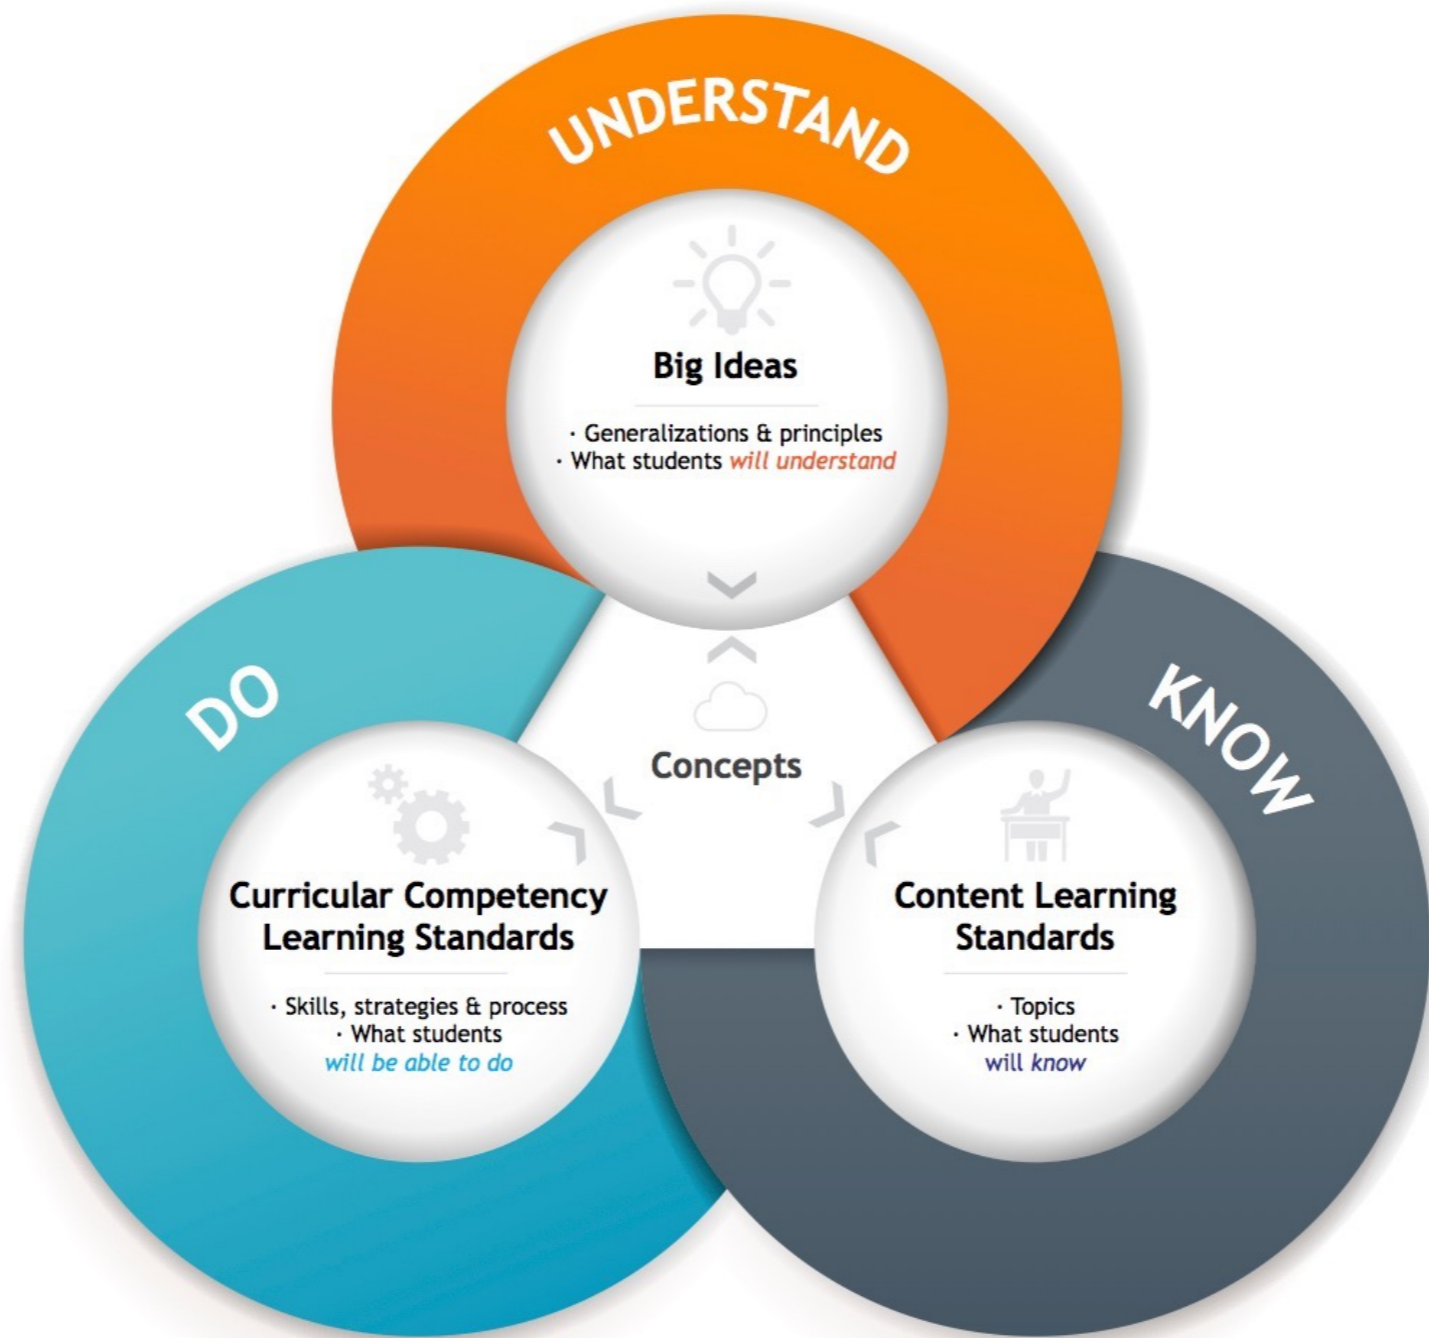 UNDERSTAND
Big Ideas
· Generalizations & principles
· What students will understand
DO
KNOW
Concepts
Curricular Competency
Learning Standards
· Skills, strategies & process
· What students
will be able to do
Content Learning
Standards
· Topics
· What students
will know